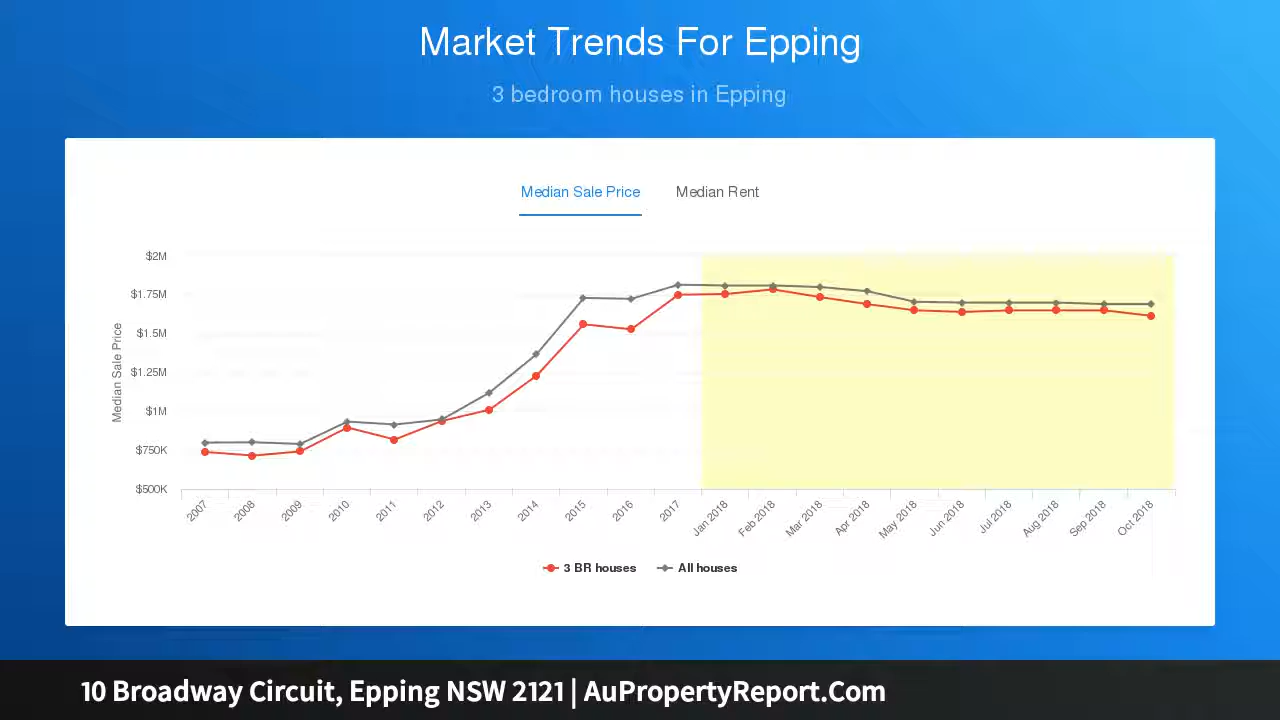 Market Trends For Epping
3 bedroom houses in Epping
Median Sale Price
Median Rent
Median Sale Price
$2M
$1.75M
$1.5M
$1.25M
$1M
$750K
$500K
2007
2008
2009
2010
2011
2012
2013
2014
2015
2016
2017
Jan 2018
Feb 2018
Mar 2018
Apr 2018
May 2018
Jun 2018
Jul 2018
Aug 2018
Sep 2018
Oct 2018
3 BR houses
All houses
10 Broadway Circuit, Epping NSW 2121 | AuPropertyReport.Com